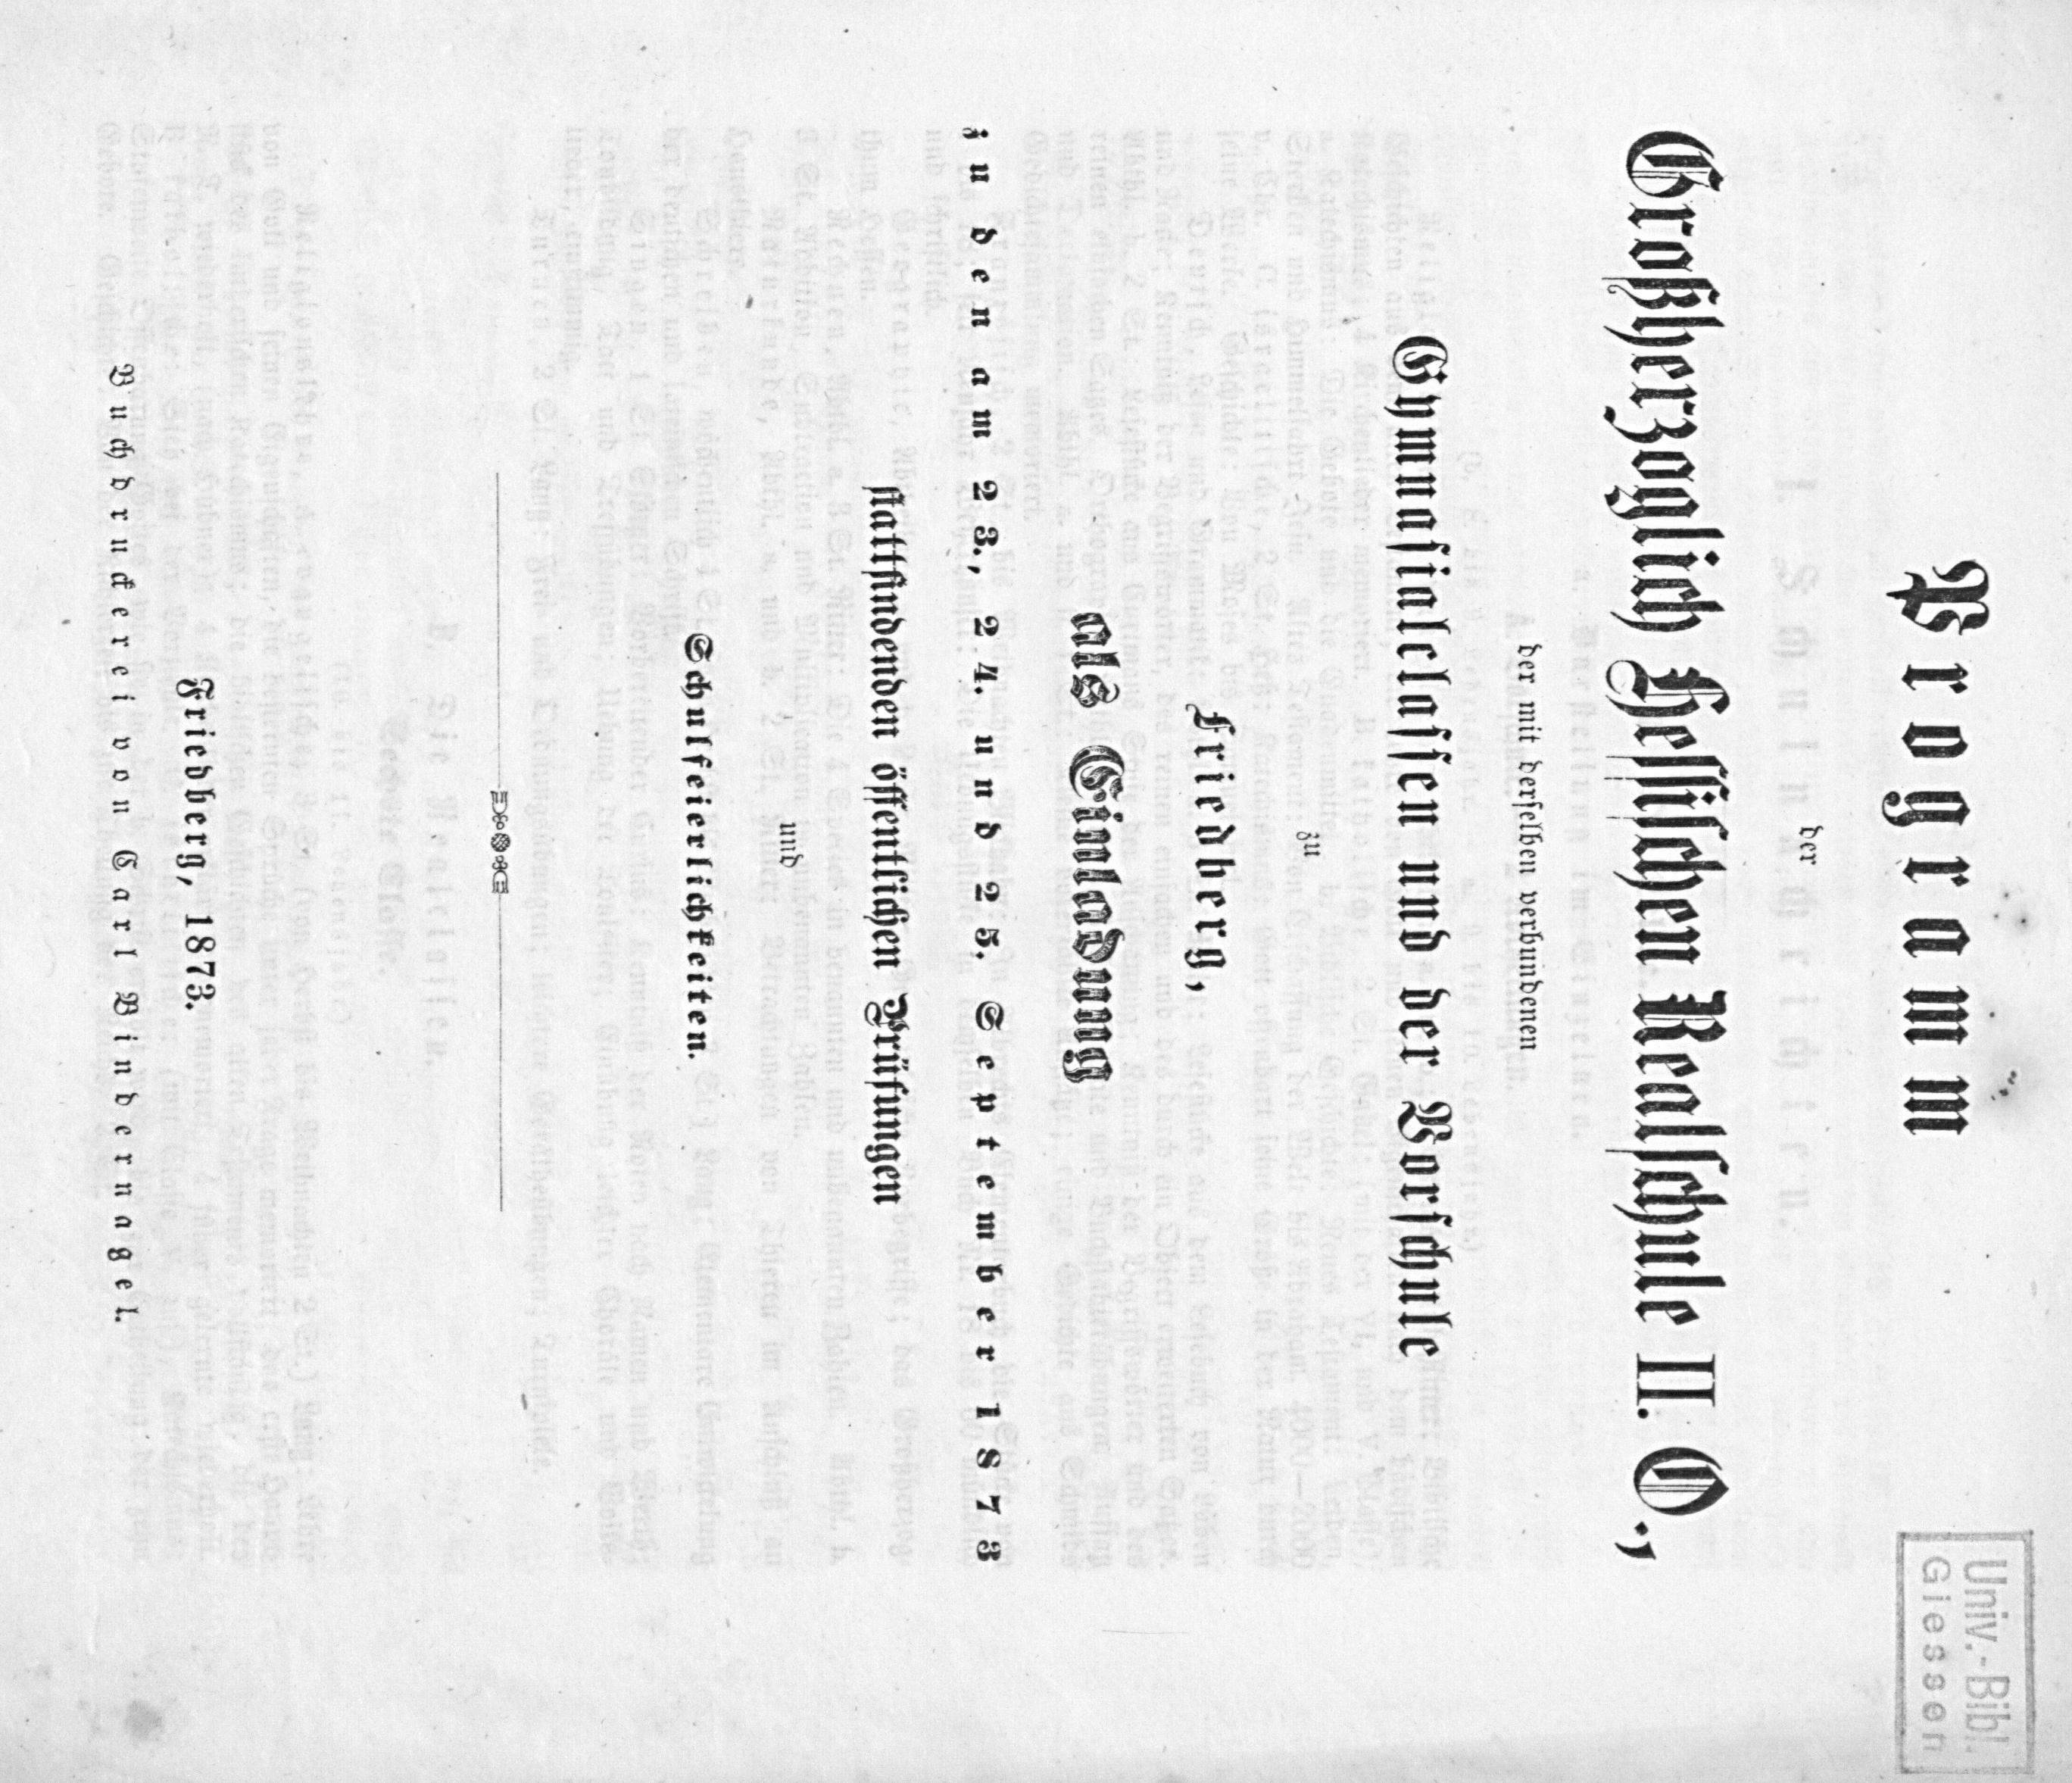 Programm
der
Großherzoglich Hessischen Realschule II. O.,
der mit derselben verbundenen
Gymnasialclassen und der Vorschule
zu
Friedberg,
als Einladung
zu den am 23., 24. und 25. September 1873
stattfindenden öffentlichen Prüfungen
und
Schulfeierlichkeiten.
Friedberg, 1873.
Buchdruckerei von Carl Bindernagel.
Univ.-Bibl.
Giessen